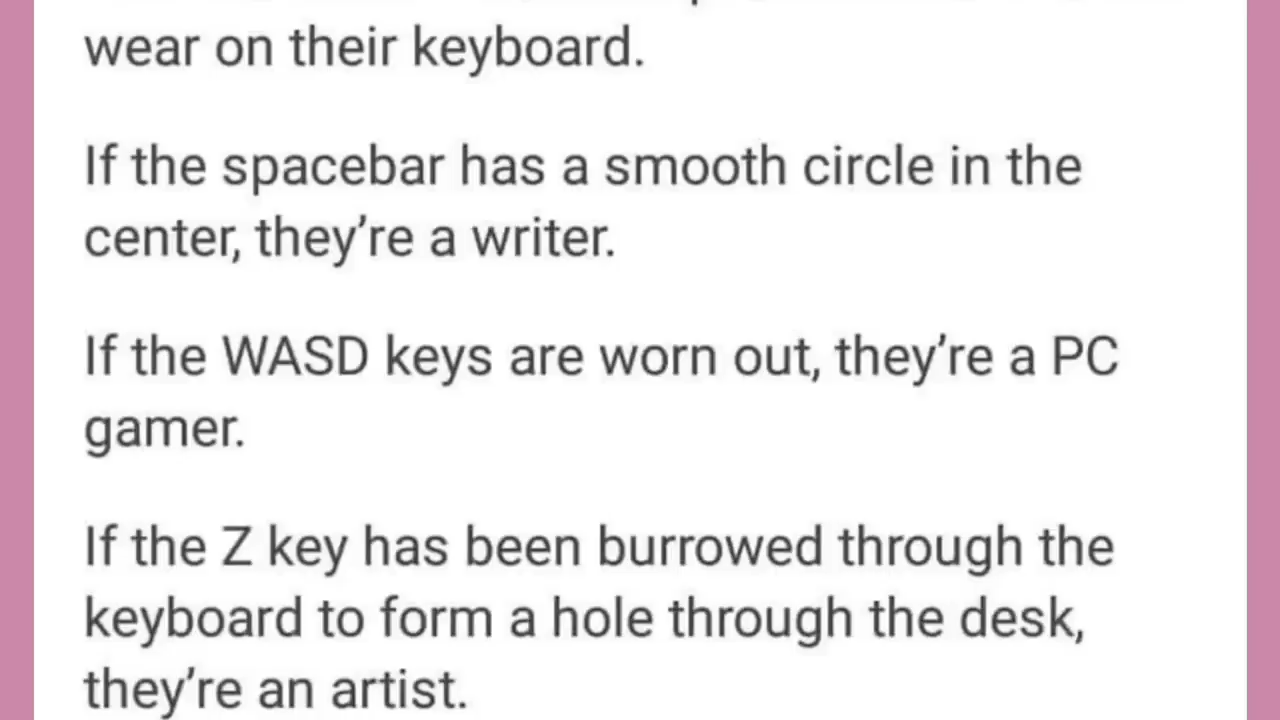 wear on their keyboard.
If the spacebar has a smooth circle in the
center, they’re a writer.
If the WASD keys are worn out, they’re a PC
gamer.
If the Z key has been burrowed through the
keyboard to form a hole through the desk,
they’re an artist.